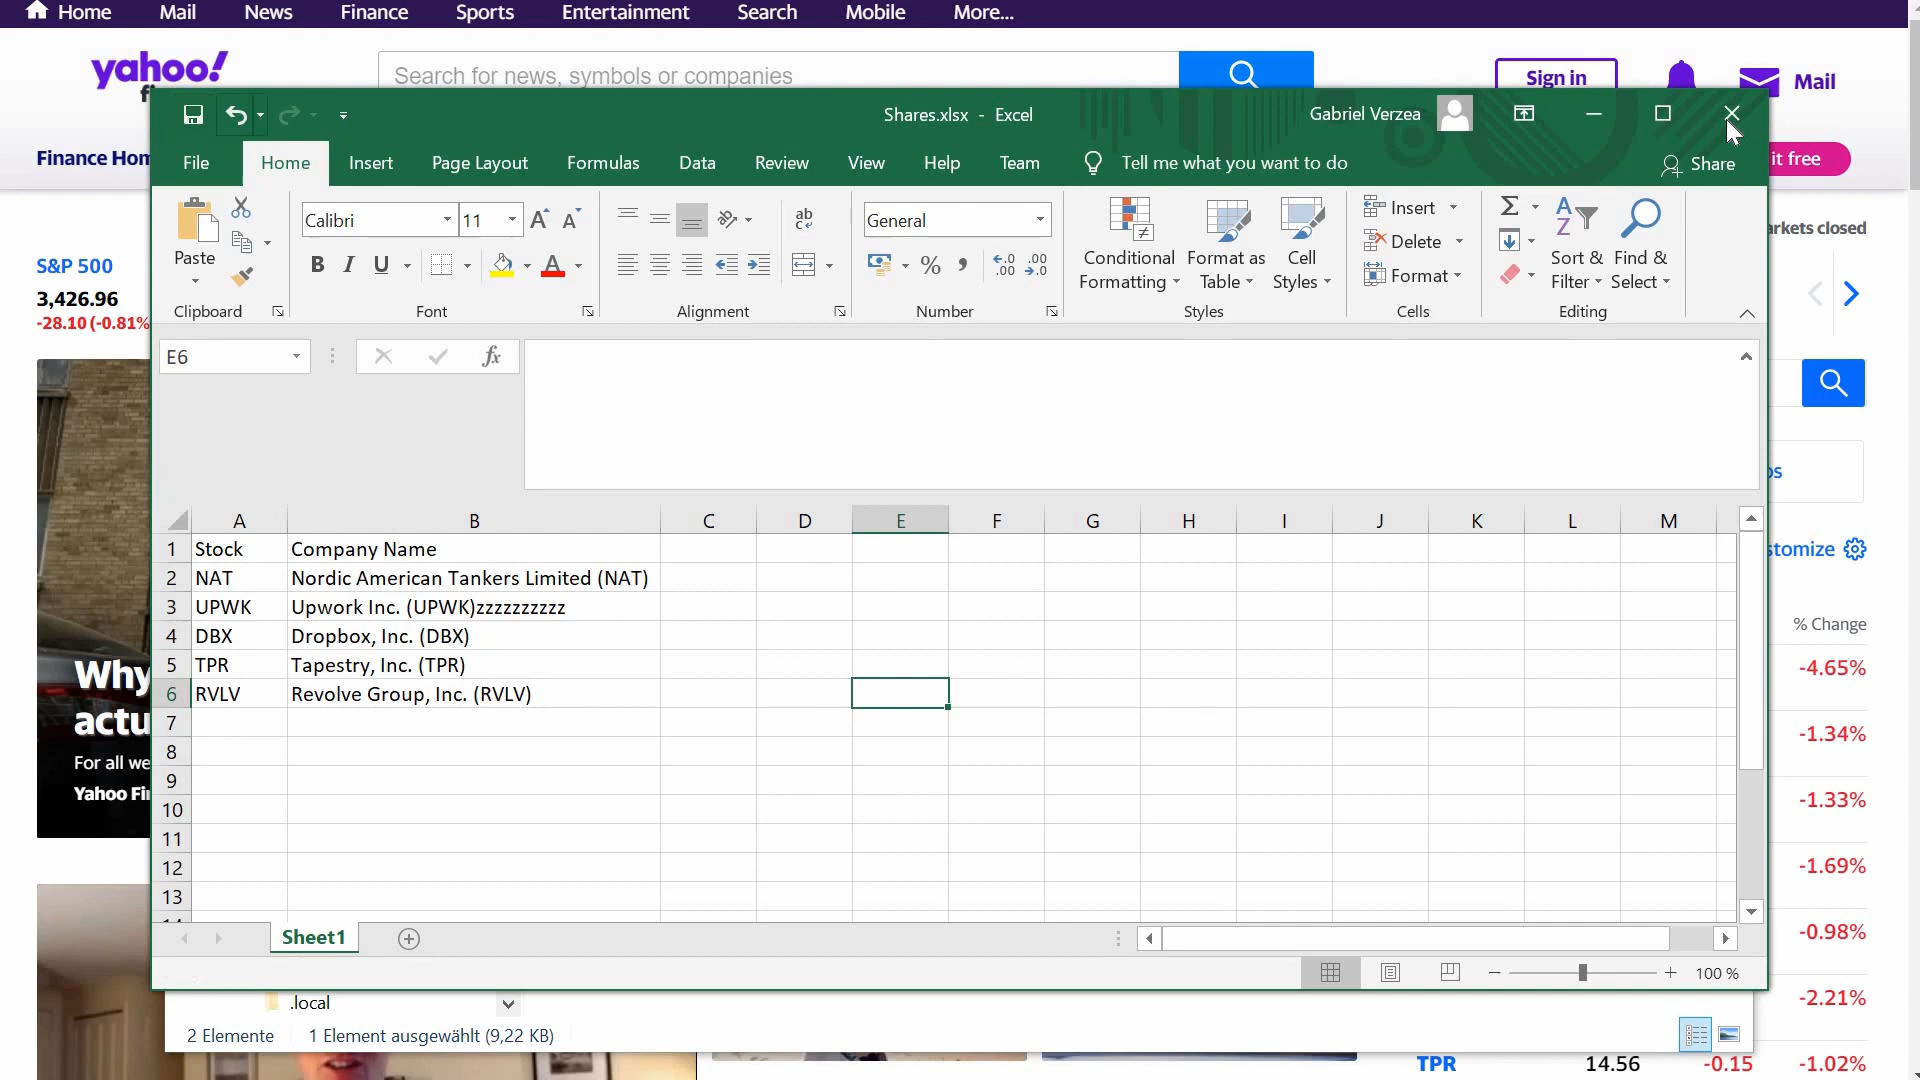 Home Mail News Finance Sports Entertainment Search Mobile More...
yahoo!
Search for news, symbols or companies
Sign in
Mail
Shares.xlsx - Excel
Gabriel Verzea
Finance Hom
it free
File Home Insert Page Layout Formulas Data Review View Help Team Tell me what you want to do
Share
Calibri 11
General
Insert
arkets closed
Paste
Conditional Formatting
Format as Table
Cell Styles
Delete
Format
Sort & Filter
Find & Select
S&P 500
3,426.96
-28.10 (-0.81%
Clipboard Font Alignment Number Styles Cells Editing
E6
fx
os
A B C D E F G H I J K L M
1 Stock Company Name
stomize
2 NAT Nordic American Tankers Limited (NAT)
3 UPWK Upwork Inc. (UPWK)zzzzzzzzzz
% Change
4 DBX Dropbox, Inc. (DBX)
5 TPR Tapestry, Inc. (TPR)
-4.65%
6 RVLV Revolve Group, Inc. (RVLV)
Why
actu
7
-1.34%
8
For all we
9
Yahoo Fi
-1.33%
10
11
12
-1.69%
13
Sheet1
-0.98%
100 %
-2.21%
.local
2 Elemente 1 Element ausgewählt (9,22 KB)
TPR 14.56 -0.15 -1.02%